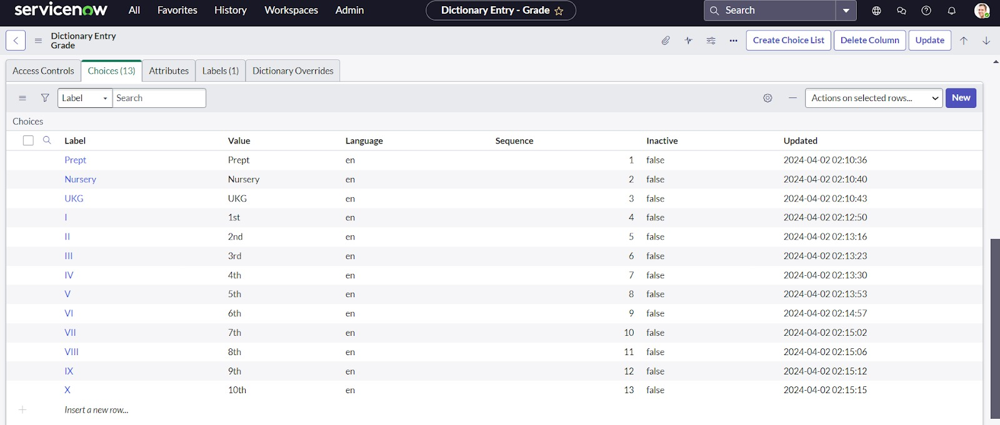 servicenow All Favorites History Workspaces Admin Dictionary Entry - Grade Search
Dictionary Entry
Grade
Create Choice List Delete Column Update
Access Controls Choices (13) Attributes Labels (1) Dictionary Overrides
Label Search Actions on selected rows... New
Choices
Label Value Language Sequence Inactive Updated
Prept Prept en 1 false 2024-04-02 02:10:36
Nursery Nursery en 2 false 2024-04-02 02:10:40
UKG UKG en 3 false 2024-04-02 02:10:43
I 1st en 4 false 2024-04-02 02:12:50
II 2nd en 5 false 2024-04-02 02:13:16
III 3rd en 6 false 2024-04-02 02:13:23
IV 4th en 7 false 2024-04-02 02:13:30
V 5th en 8 false 2024-04-02 02:13:53
VI 6th en 9 false 2024-04-02 02:14:57
VII 7th en 10 false 2024-04-02 02:15:02
VIII 8th en 11 false 2024-04-02 02:15:06
IX 9th en 12 false 2024-04-02 02:15:12
X 10th en 13 false 2024-04-02 02:15:15
Insert a new row...